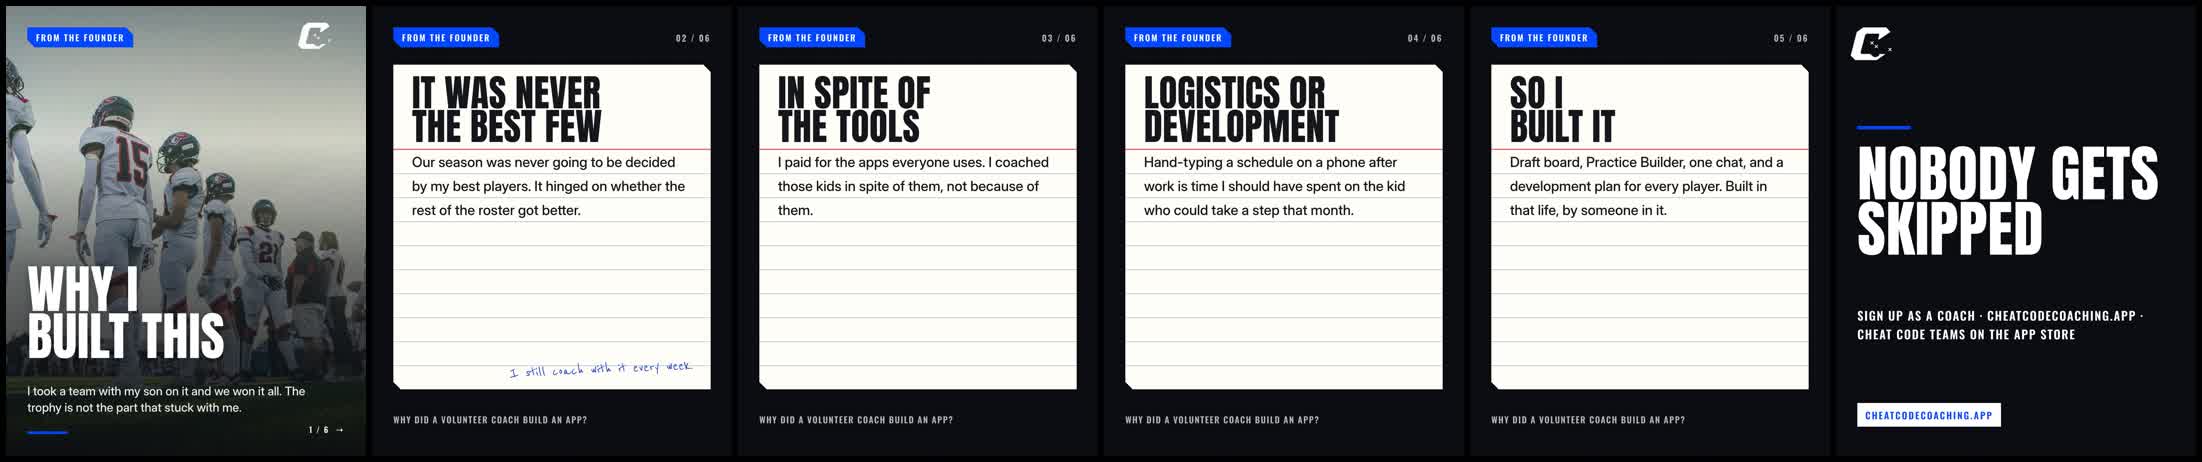 FROM THE FOUNDER
15
21
WHY I
BUILT THIS
I took a team with my son on it and we won it all. The
trophy is not the part that stuck with me.
1 / 6 →
FROM THE FOUNDER
02 / 06
IT WAS NEVER
THE BEST FEW
Our season was never going to be decided
by my best players. It hinged on whether the
rest of the roster got better.
I still coach with it every week
WHY DID A VOLUNTEER COACH BUILD AN APP?
FROM THE FOUNDER
03 / 06
IN SPITE OF
THE TOOLS
I paid for the apps everyone uses. I coached
those kids in spite of them, not because of
them.
WHY DID A VOLUNTEER COACH BUILD AN APP?
FROM THE FOUNDER
04 / 06
LOGISTICS OR
DEVELOPMENT
Hand-typing a schedule on a phone after
work is time I should have spent on the kid
who could take a step that month.
WHY DID A VOLUNTEER COACH BUILD AN APP?
FROM THE FOUNDER
05 / 06
SO I
BUILT IT
Draft board, Practice Builder, one chat, and a
development plan for every player. Built in
that life, by someone in it.
WHY DID A VOLUNTEER COACH BUILD AN APP?
NOBODY GETS
SKIPPED
SIGN UP AS A COACH · CHEATCODECOACHING.APP ·
CHEAT CODE TEAMS ON THE APP STORE
CHEATCODECOACHING.APP